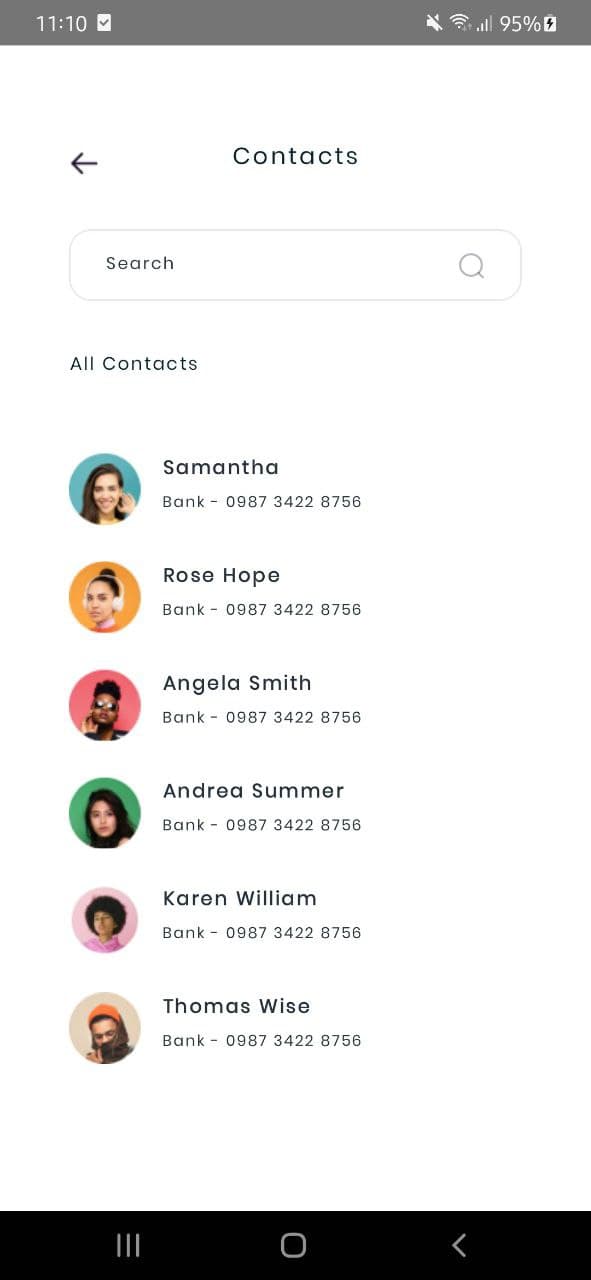 11:10
95%
Contacts
Search
All Contacts
Samantha
Bank - 0987 3422 8756
Rose Hope
Bank - 0987 3422 8756
Angela Smith
Bank - 0987 3422 8756
Andrea Summer
Bank - 0987 3422 8756
Karen William
Bank - 0987 3422 8756
Thomas Wise
Bank - 0987 3422 8756